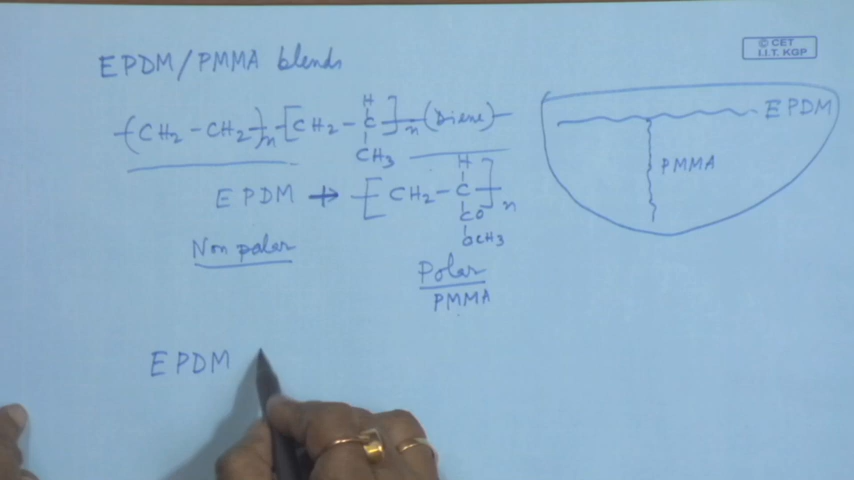 EPDM/PMMA blends
© CET
I.I.T. KGP
-(CH2-CH2)n-[CH2-C(H)(CH3)]n-(Diene)-
EPDM
PMMA
EPDM → -[CH2-C(H)(CO OCH3)]n
Non polar
Polar
PMMA
EPDM